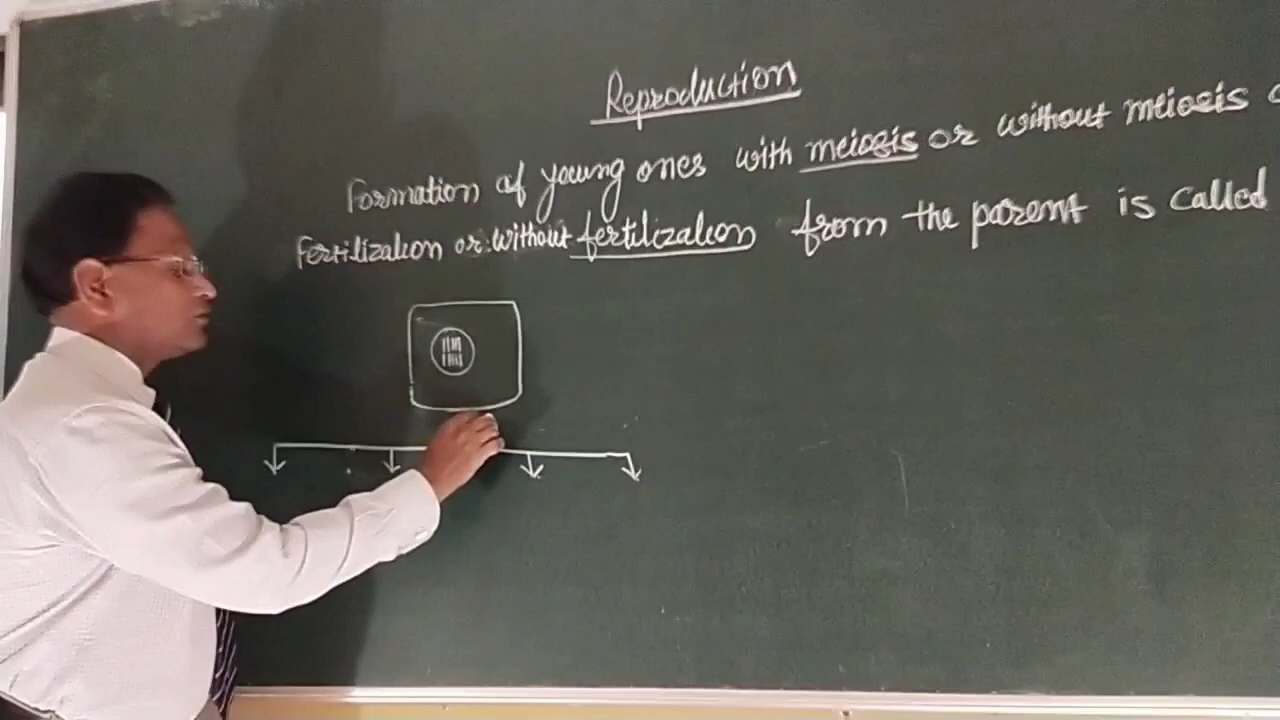 Reproduction
Formation of young ones with meiosis or without meiosis
Fertilization or without fertilization from the parent is called